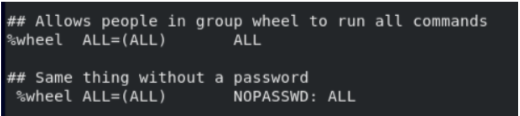 ## Allows people in group wheel to run all commands
%wheel  ALL=(ALL)       ALL

## Same thing without a password
 %wheel ALL=(ALL)       NOPASSWD: ALL